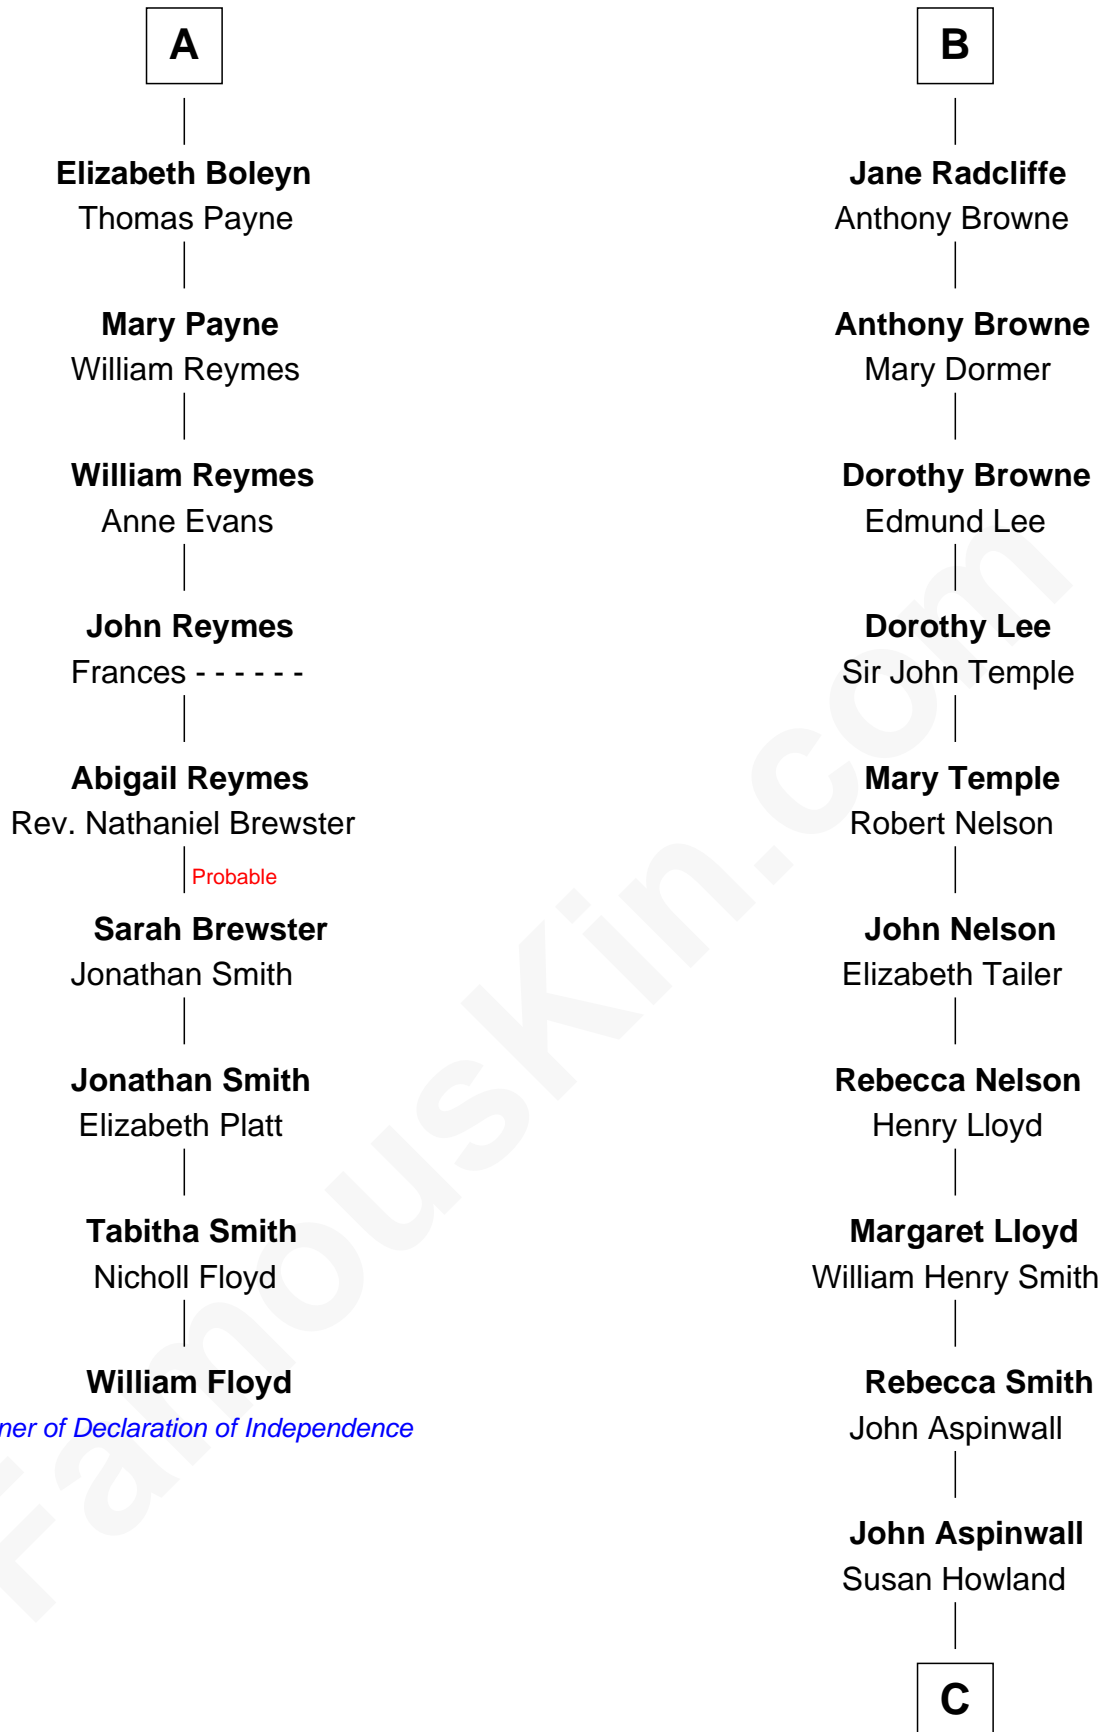 A
Elizabeth Boleyn
Thomas Payne
Mary Payne
William Reymes
William Reymes
Anne Evans
John Reymes
Frances - - - - - -
Abigail Reymes
Rev. Nathaniel Brewster
Probable
Sarah Brewster
Jonathan Smith
Jonathan Smith
Elizabeth Platt
Tabitha Smith
Nicholl Floyd
William Floyd
ner of Declaration of Independence
B
Jane Radcliffe
Anthony Browne
Anthony Browne
Mary Dormer
Dorothy Browne
Edmund Lee
Dorothy Lee
Sir John Temple
Mary Temple
Robert Nelson
John Nelson
Elizabeth Tailer
Rebecca Nelson
Henry Lloyd
Margaret Lloyd
William Henry Smith
Rebecca Smith
John Aspinwall
John Aspinwall
Susan Howland
C
FamousKin.com